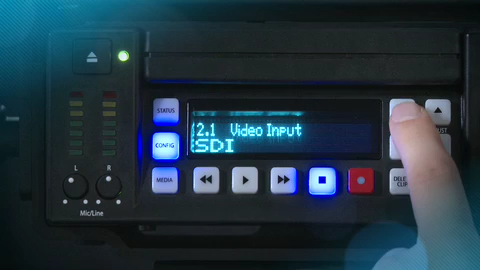 STATUS
2.1 Video Input
SDI
CONFIG
MEDIA
L
R
Mic/Line